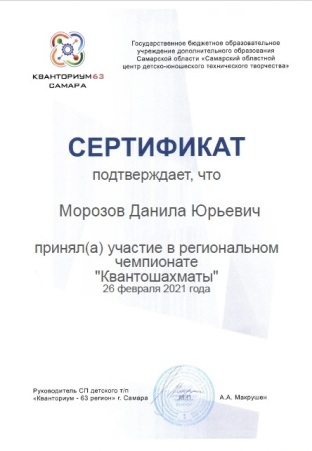 КВАНТОРИУМ63
САМАРА
Государственное бюджетное образовательное
учреждение дополнительного образования
Самарской области «Самарский областной
центр детско-юношеского технического творчества»
СЕРТИФИКАТ
подтверждает, что
Морозов Данила Юрьевич
принял(а) участие в региональном
чемпионате
"Квантошахматы"
26 февраля 2021 года
Руководитель СП детского т/п
«Кванториум - 63 регион» г. Самара
М.П.
А.А. Макрушен